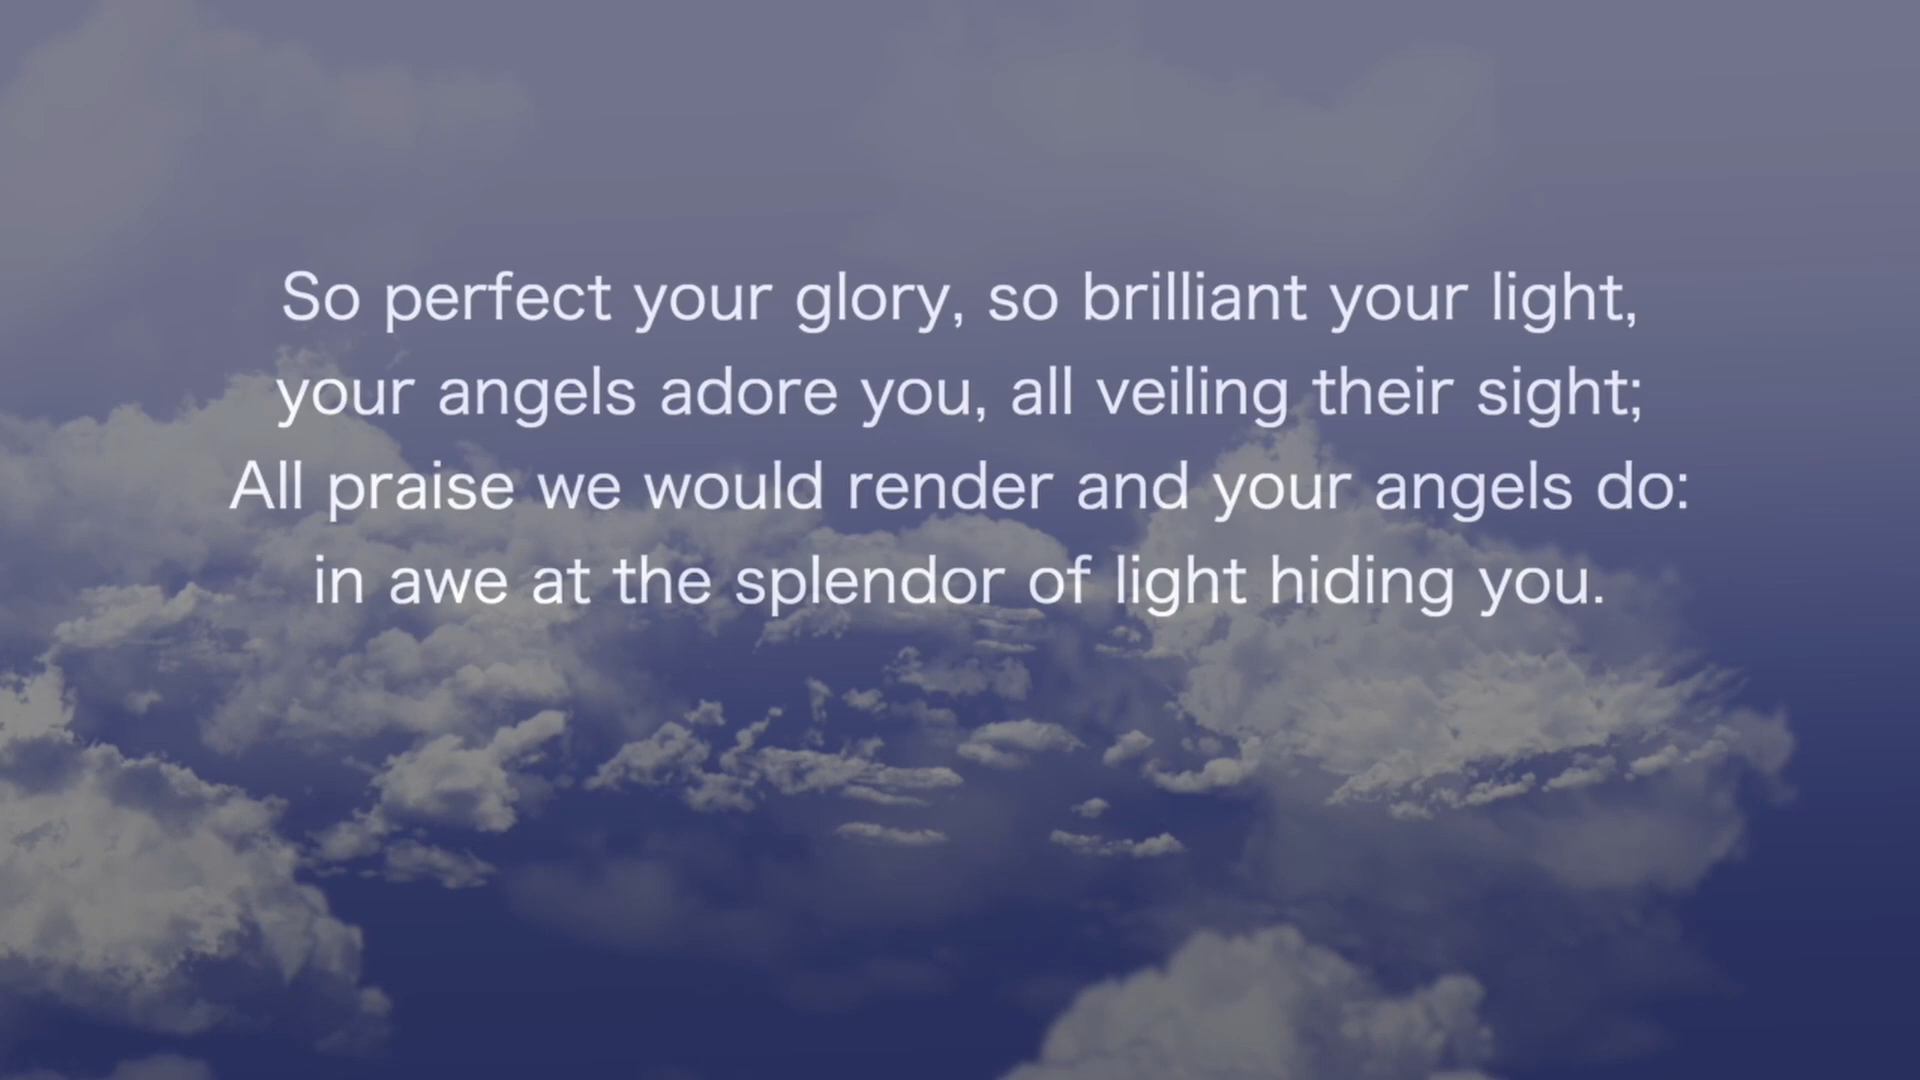 So perfect your glory, so brilliant your light,
your angels adore you, all veiling their sight;
All praise we would render and your angels do:
in awe at the splendor of light hiding you.